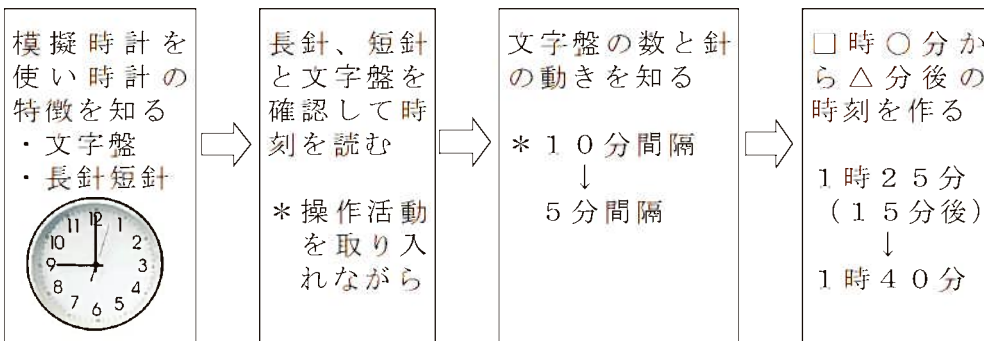 模擬時計を
使い時計の
特徴を知る
・文字盤
・長針短針
11 12 1
10 2
9 3
8 4
7 6 5
長針、短針
と文字盤を
確認して時
刻を読む
＊操作活動
を取り入
れながら
文字盤の数と針
の動きを知る
＊１０分間隔
↓
５分間隔
□時○分か
ら△分後の
時刻を作る
１時２５分
（１５分後）
↓
１時４０分